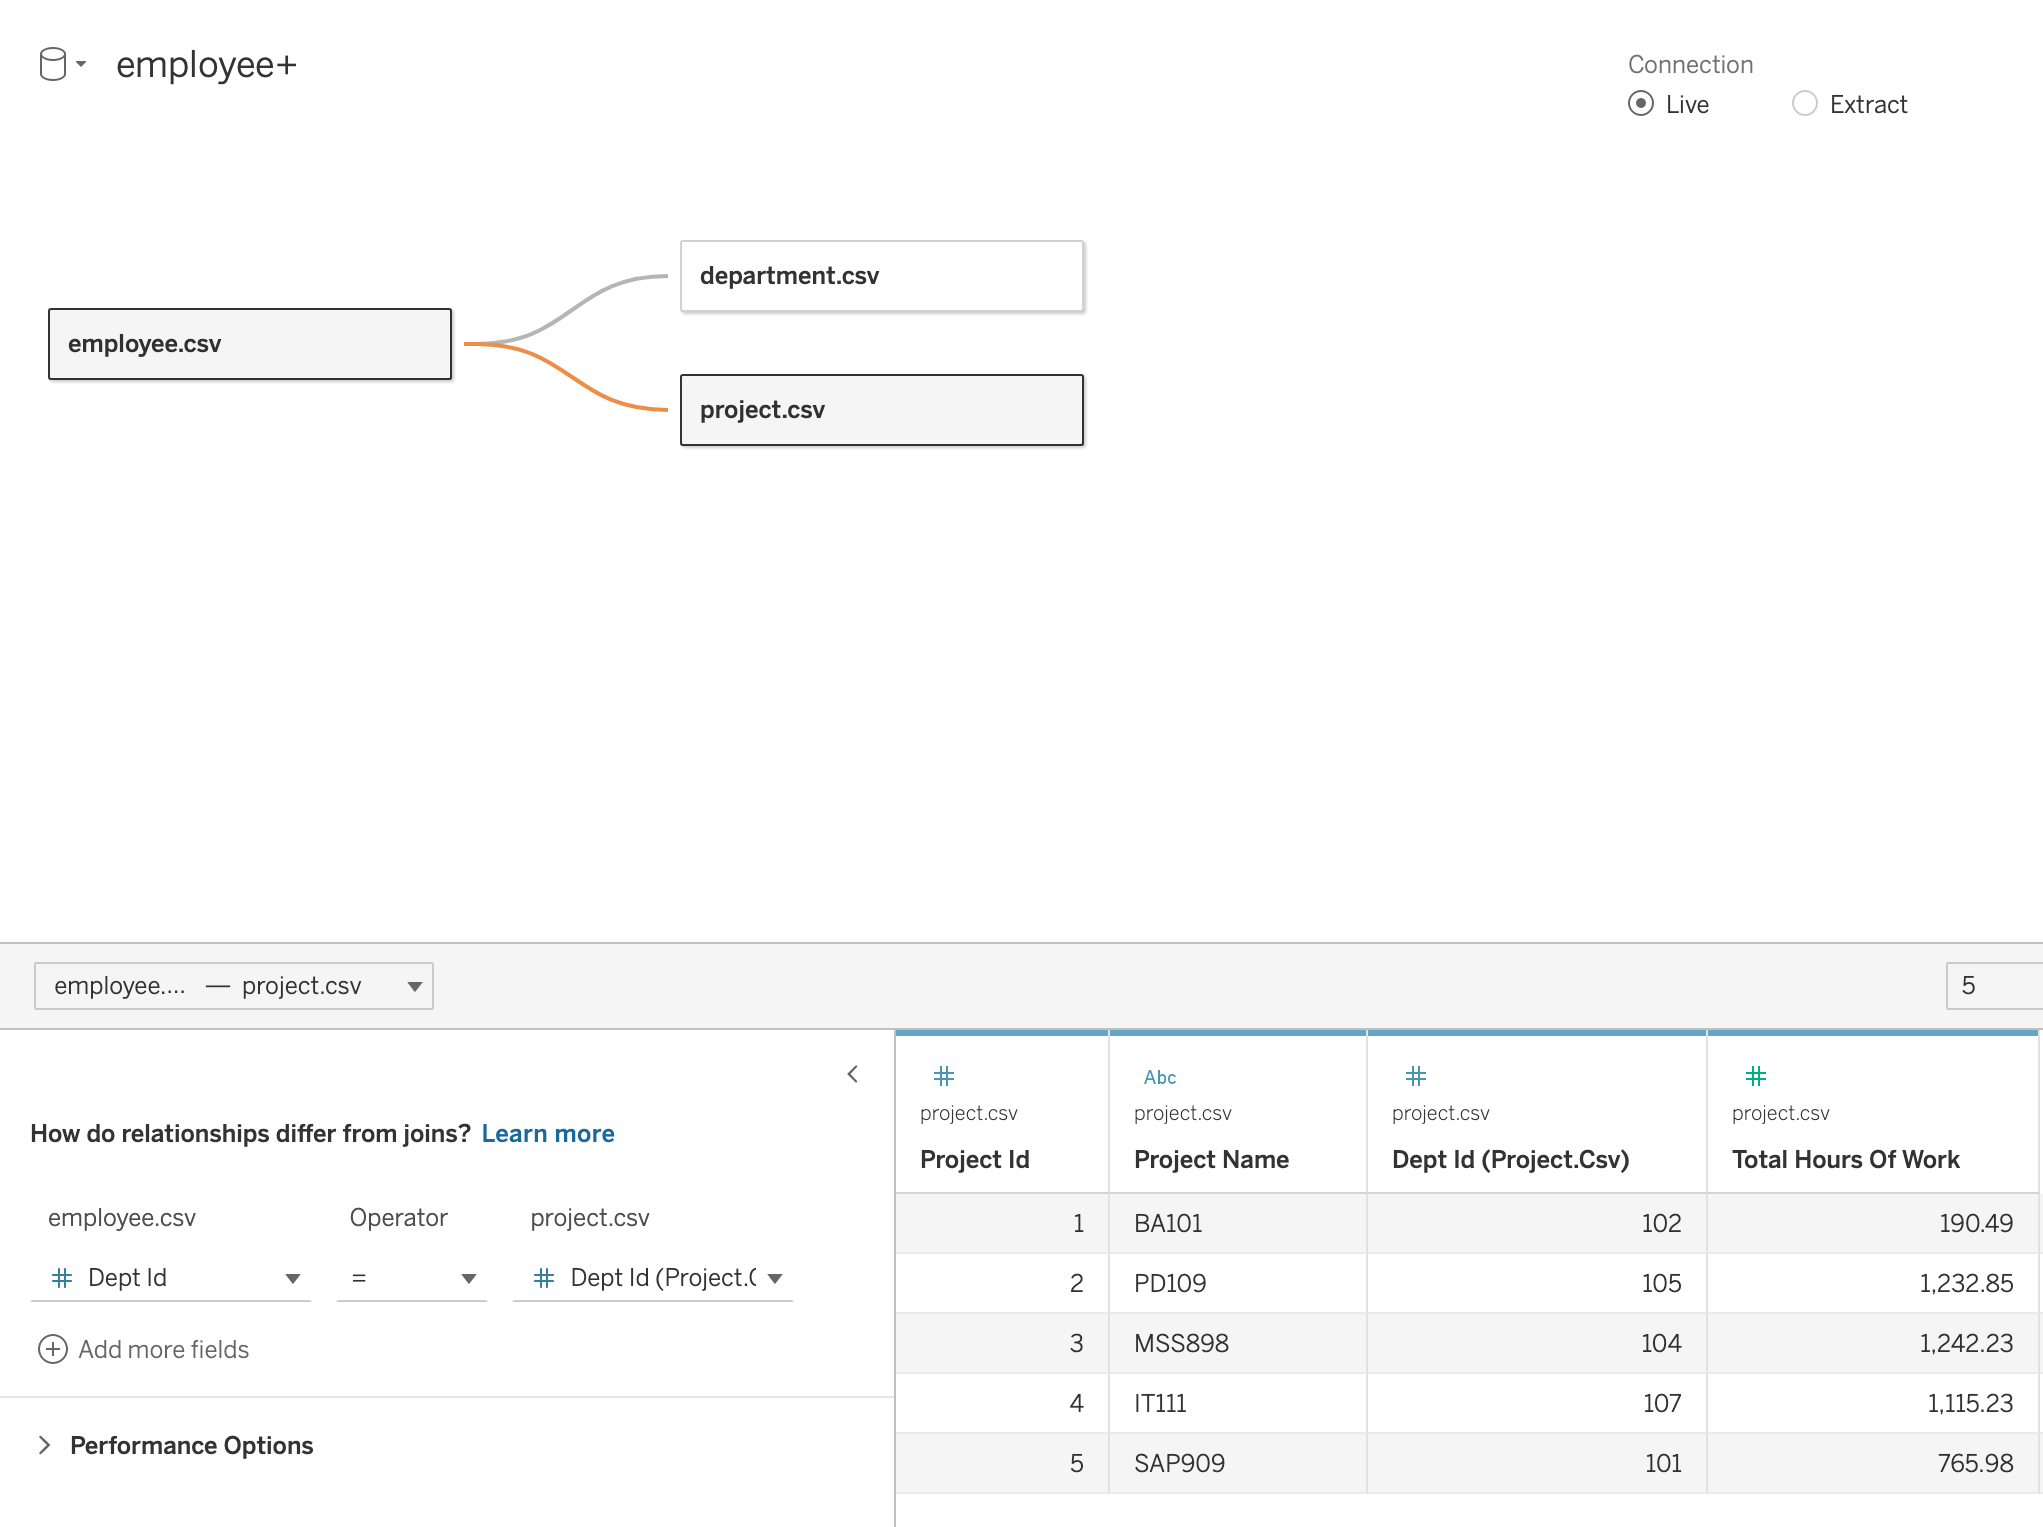 employee+
Connection
Live
Extract
department.csv
employee.csv
project.csv
employee.... — project.csv
5
How do relationships differ from joins? Learn more
employee.csv Operator project.csv
# Dept Id = # Dept Id (Project.C
Add more fields
Performance Options
# Abc # #
project.csv project.csv project.csv project.csv
Project Id Project Name Dept Id (Project.Csv) Total Hours Of Work
1 BA101 102 190.49
2 PD109 105 1,232.85
3 MSS898 104 1,242.23
4 IT111 107 1,115.23
5 SAP909 101 765.98